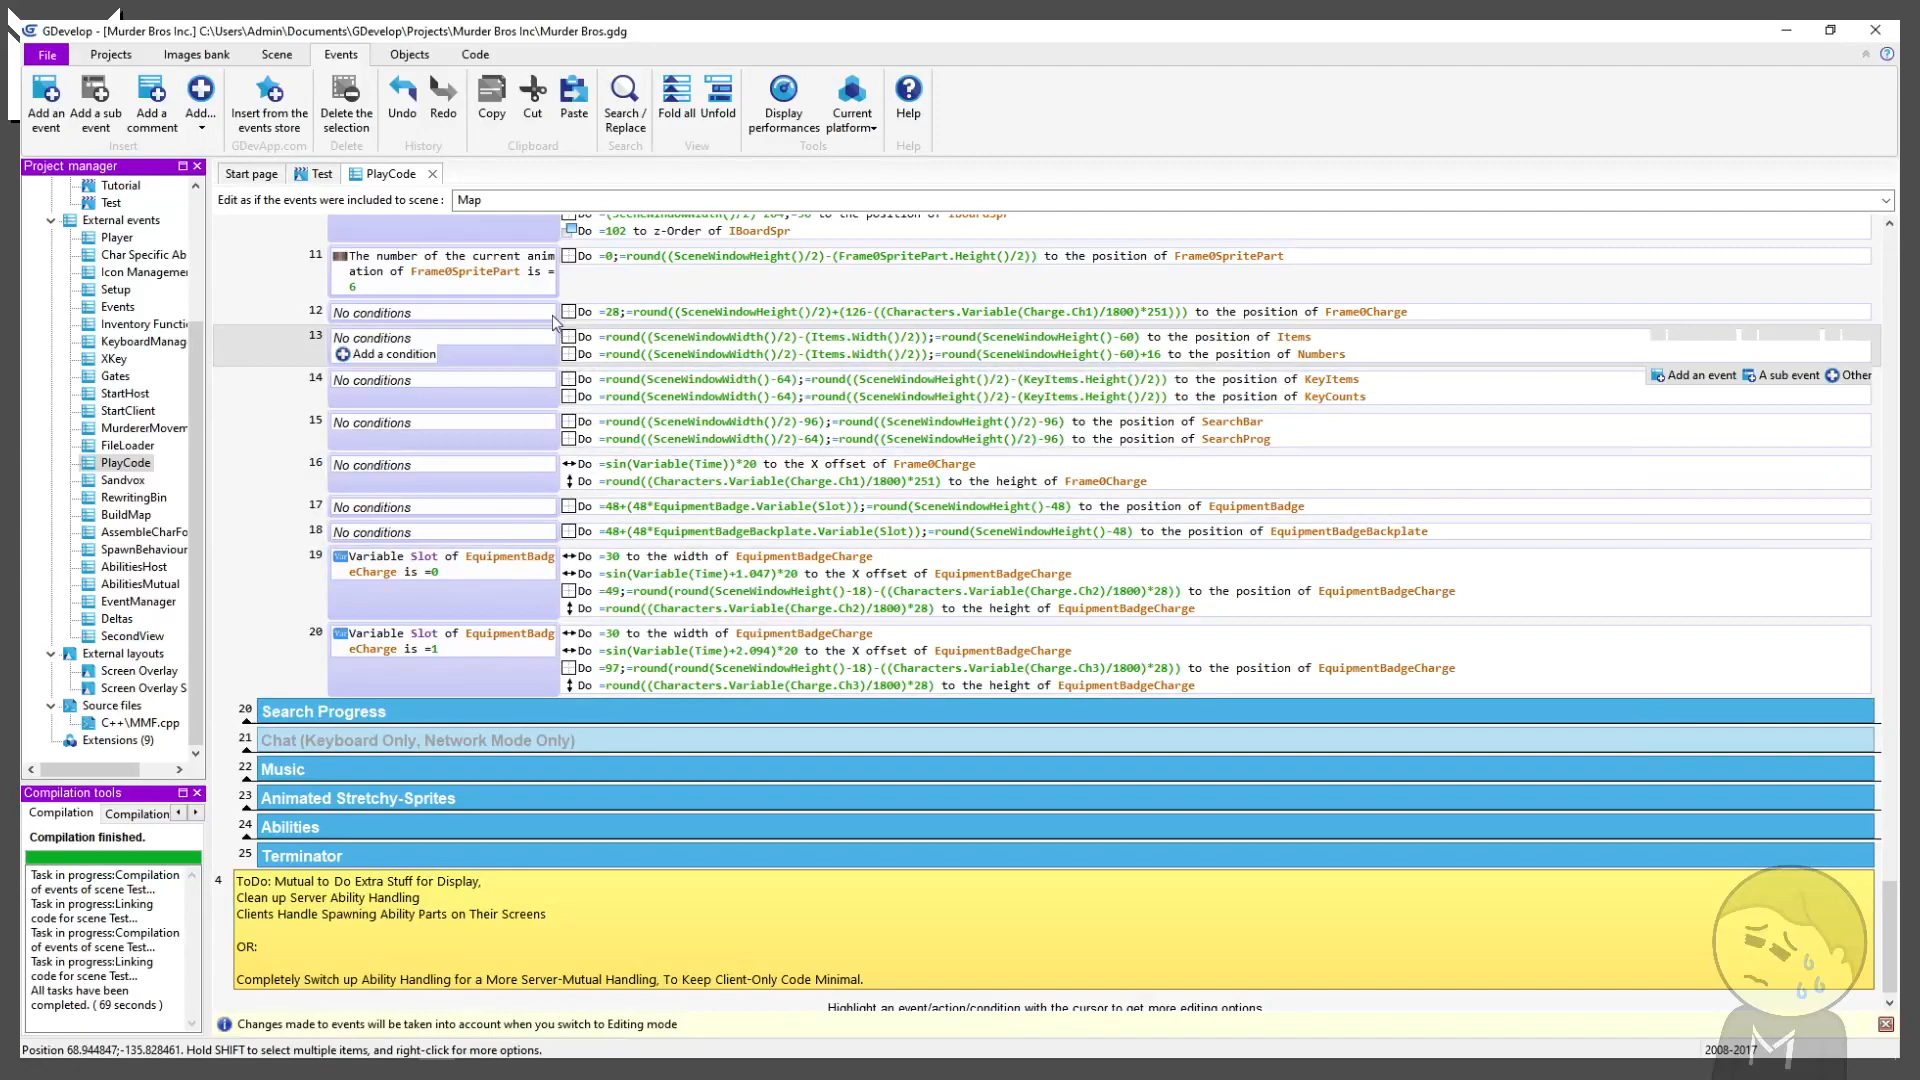 GDevelop - [Murder Bros Inc.] C:\Users\Admin\Documents\GDevelop\Projects\Murder Bros Inc\Murder Bros.gdg
File Projects Images bank Scene Events Objects Code
Add an event
Add a sub event
Add a comment
Add...
Insert
Insert from the events store
GDevApp.com
Delete the selection
Delete
Undo
Redo
History
Copy
Cut
Paste
Clipboard
Search / Replace
Search
Fold all
Unfold
View
Display performances
Current platform
Tools
Help
Help
Project manager
Tutorial
Test
External events
Player
Char Specific Ab
Icon Manageme
Setup
Events
Inventory Functi
KeyboardManag
XKey
Gates
StartHost
StartClient
MurdererMovem
FileLoader
PlayCode
Sandvox
RewritingBin
BuildMap
AssembleCharFo
SpawnBehaviour
AbilitiesHost
AbilitiesMutual
EventManager
Deltas
SecondView
External layouts
Screen Overlay
Screen Overlay S
Source files
C++\MMF.cpp
Extensions (9)
Compilation tools
Compilation Compilation
Compilation finished.
Task in progress:Compilation
of events of scene Test...
Task in progress:Linking
code for scene Test...
Task in progress:Compilation
of events of scene Test...
Task in progress:Linking
code for scene Test...
All tasks have been
completed. ( 69 seconds )
Start page Test PlayCode
Edit as if the events were included to scene : Map
Do =102 to z-Order of IBoardSpr
11
The number of the current anim
ation of Frame0SpritePart is =
6
Do =0;=round((SceneWindowHeight()/2)-(Frame0SpritePart.Height()/2)) to the position of Frame0SpritePart
12
No conditions
Do =28;=round((SceneWindowHeight()/2)+(126-((Characters.Variable(Charge.Ch1)/1800)*251))) to the position of Frame0Charge
13
No conditions
Add a condition
Do =round((SceneWindowWidth()/2)-(Items.Width()/2));=round(SceneWindowHeight()-60) to the position of Items
Do =round((SceneWindowWidth()/2)-(Items.Width()/2));=round(SceneWindowHeight()-60)+16 to the position of Numbers
Add an event A sub event Other
14
No conditions
Do =round(SceneWindowWidth()-64);=round((SceneWindowHeight()/2)-(KeyItems.Height()/2)) to the position of KeyItems
Do =round(SceneWindowWidth()-64);=round((SceneWindowHeight()/2)-(KeyItems.Height()/2)) to the position of KeyCounts
15
No conditions
Do =round((SceneWindowWidth()/2)-96);=round((SceneWindowHeight()/2)-96) to the position of SearchBar
Do =round((SceneWindowWidth()/2)-64);=round((SceneWindowHeight()/2)-96) to the position of SearchProg
16
No conditions
Do =sin(Variable(Time))*20 to the X offset of Frame0Charge
Do =round((Characters.Variable(Charge.Ch1)/1800)*251) to the height of Frame0Charge
17
No conditions
Do =48+(48*EquipmentBadge.Variable(Slot));=round(SceneWindowHeight()-48) to the position of EquipmentBadge
18
No conditions
Do =48+(48*EquipmentBadgeBackplate.Variable(Slot));=round(SceneWindowHeight()-48) to the position of EquipmentBadgeBackplate
19
Variable Slot of EquipmentBadg
eCharge is =0
Do =30 to the width of EquipmentBadgeCharge
Do =sin(Variable(Time)+1.047)*20 to the X offset of EquipmentBadgeCharge
Do =49;=round(round(SceneWindowHeight()-18)-((Characters.Variable(Charge.Ch2)/1800)*28)) to the position of EquipmentBadgeCharge
Do =round((Characters.Variable(Charge.Ch2)/1800)*28) to the height of EquipmentBadgeCharge
20
Variable Slot of EquipmentBadg
eCharge is =1
Do =30 to the width of EquipmentBadgeCharge
Do =sin(Variable(Time)+2.094)*20 to the X offset of EquipmentBadgeCharge
Do =97;=round(round(SceneWindowHeight()-18)-((Characters.Variable(Charge.Ch3)/1800)*28)) to the position of EquipmentBadgeCharge
Do =round((Characters.Variable(Charge.Ch3)/1800)*28) to the height of EquipmentBadgeCharge
20 Search Progress
21 Chat (Keyboard Only, Network Mode Only)
22 Music
23 Animated Stretchy-Sprites
24 Abilities
25 Terminator
4
ToDo: Mutual to Do Extra Stuff for Display,
Clean up Server Ability Handling
Clients Handle Spawning Ability Parts on Their Screens
OR:
Completely Switch up Ability Handling for a More Server-Mutual Handling, To Keep Client-Only Code Minimal.
Highlight an event/action/condition with the cursor to get more editing options
Changes made to events will be taken into account when you switch to Editing mode
Position 68.944847;-135.828461. Hold SHIFT to select multiple items, and right-click for more options.
2008-2017